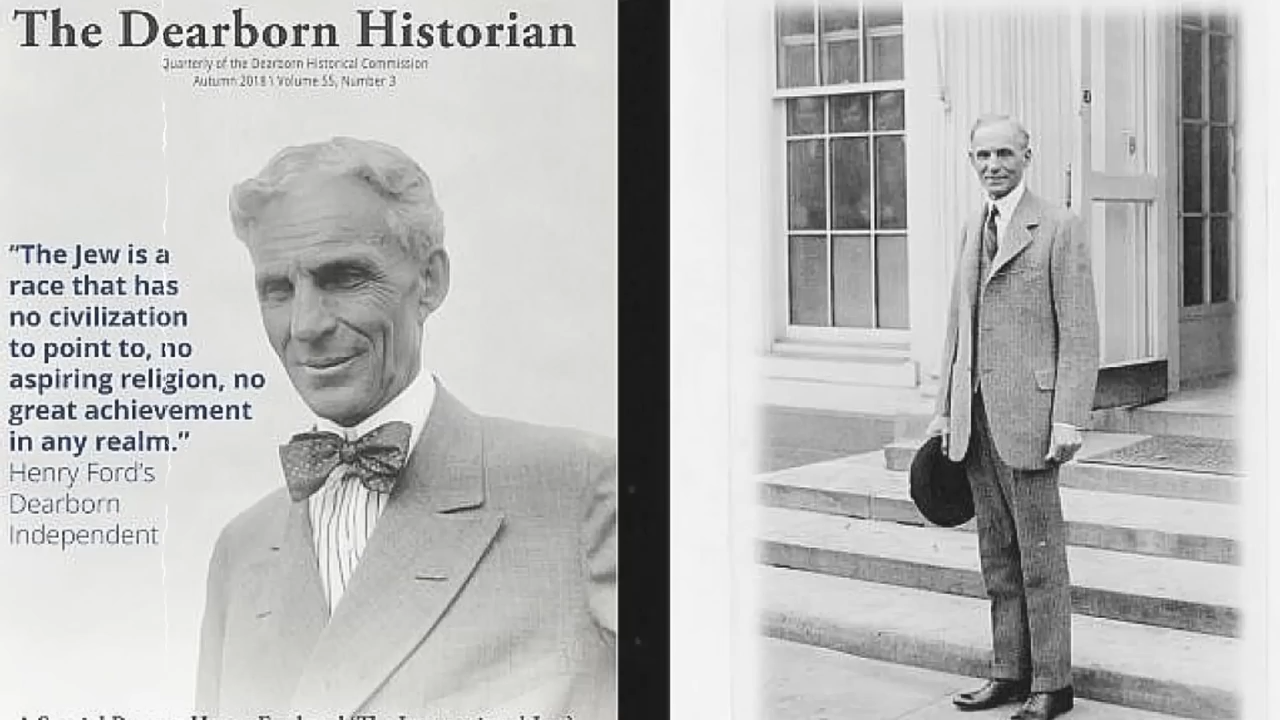 The Dearborn Historian
Quarterly of the Dearborn Historical Commission
Autumn 2018 \ Volume 55, Number 3
“The Jew is a
race that has
no civilization
to point to, no
aspiring religion, no
great achievement
in any realm.”
Henry Ford’s
Dearborn
Independent